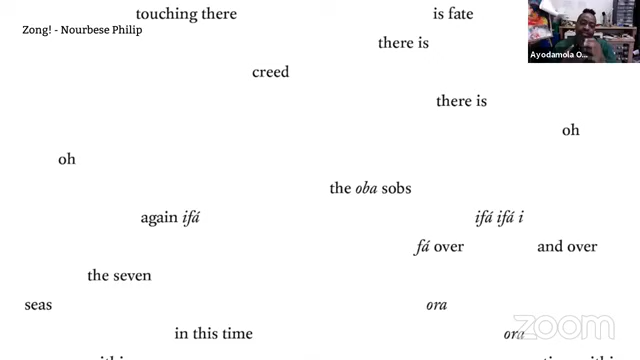 touching there is fate
Zong! - Nourbese Philip
there is
creed
there is
oh
oh
the oba sobs
again ifá ifá ifá i
fá over and over
the seven
seas ora
in this time ora
Ayodamola O...
zoom